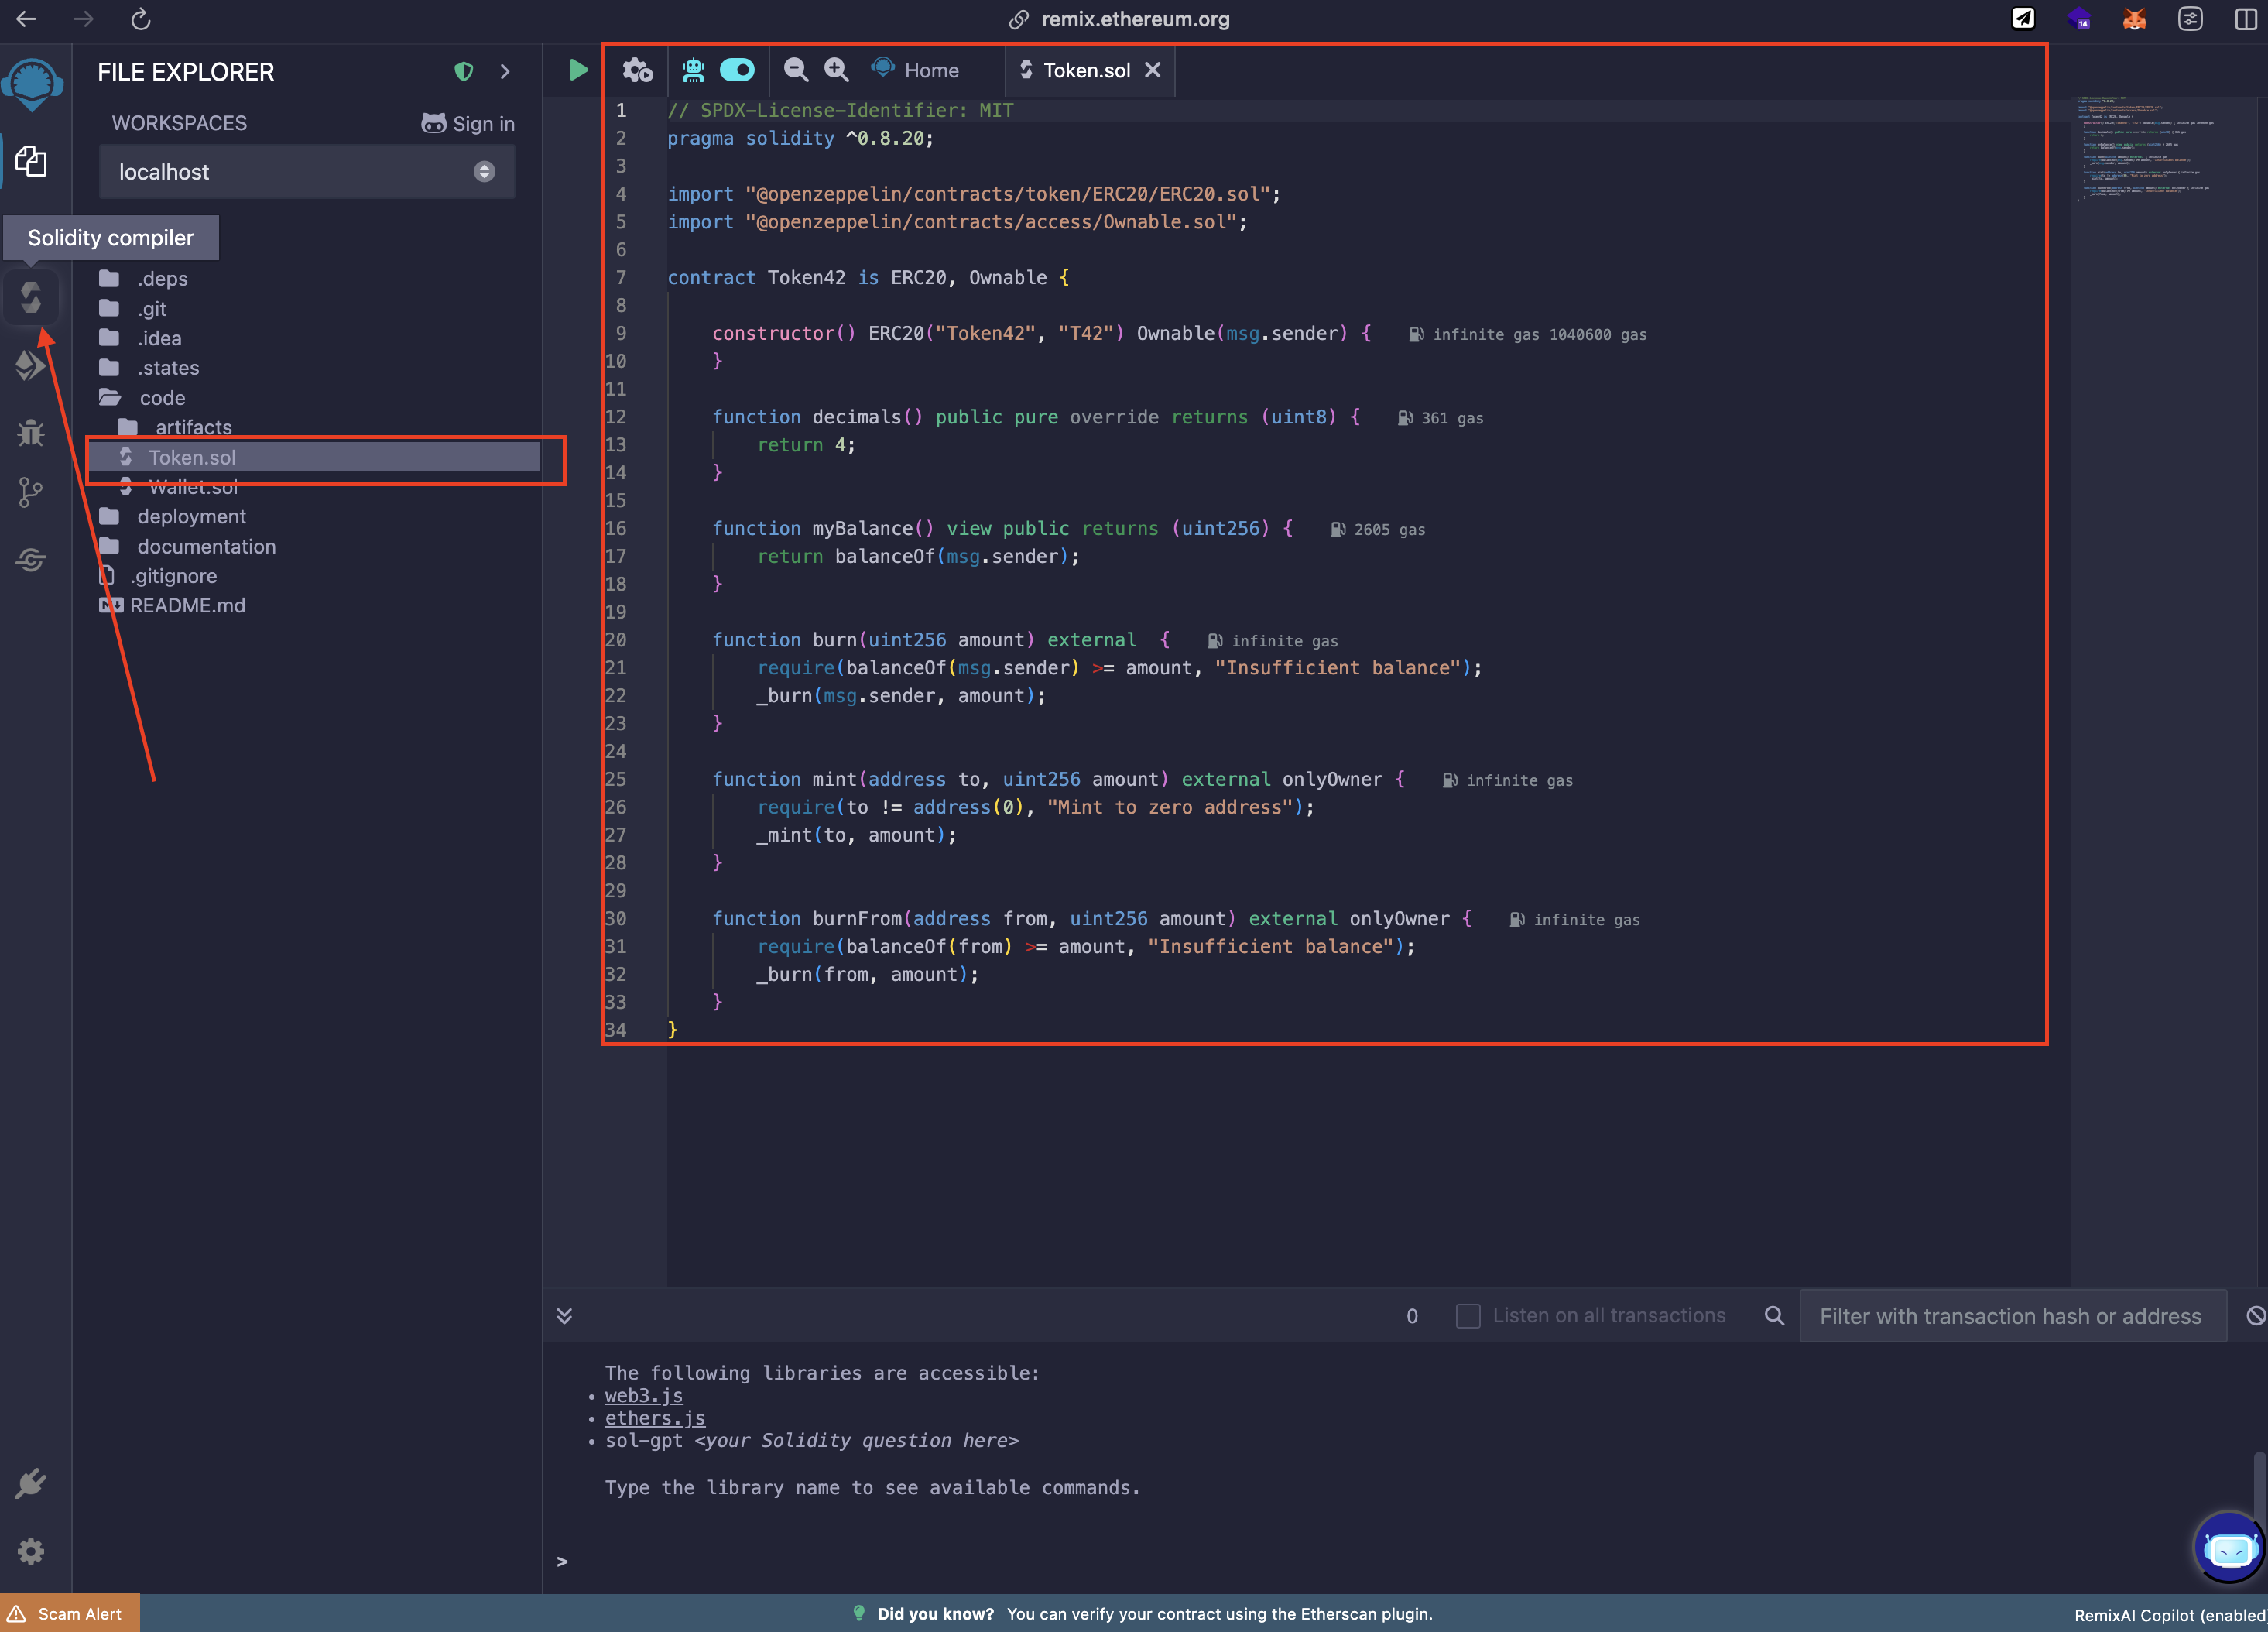 remix.ethereum.org
14
FILE EXPLORER
WORKSPACES
Sign in
localhost
Solidity compiler
.deps
.git
.idea
.states
code
artifacts
Token.sol
Wallet.sol
deployment
documentation
.gitignore
README.md
Home
Token.sol
1 // SPDX-License-Identifier: MIT
2 pragma solidity ^0.8.20;
3
4 import "@openzeppelin/contracts/token/ERC20/ERC20.sol";
5 import "@openzeppelin/contracts/access/Ownable.sol";
6
7 contract Token42 is ERC20, Ownable {
8
9 constructor() ERC20("Token42", "T42") Ownable(msg.sender) { infinite gas 1040600 gas
10 }
11
12 function decimals() public pure override returns (uint8) { 361 gas
13 return 4;
14 }
15
16 function myBalance() view public returns (uint256) { 2605 gas
17 return balanceOf(msg.sender);
18 }
19
20 function burn(uint256 amount) external { infinite gas
21 require(balanceOf(msg.sender) >= amount, "Insufficient balance");
22 _burn(msg.sender, amount);
23 }
24
25 function mint(address to, uint256 amount) external onlyOwner { infinite gas
26 require(to != address(0), "Mint to zero address");
27 _mint(to, amount);
28 }
29
30 function burnFrom(address from, uint256 amount) external onlyOwner { infinite gas
31 require(balanceOf(from) >= amount, "Insufficient balance");
32 _burn(from, amount);
33 }
34 }
0
Listen on all transactions
Filter with transaction hash or address
The following libraries are accessible:
• web3.js
• ethers.js
• sol-gpt <your Solidity question here>
Type the library name to see available commands.
>
Scam Alert
Did you know? You can verify your contract using the Etherscan plugin.
RemixAI Copilot (enabled